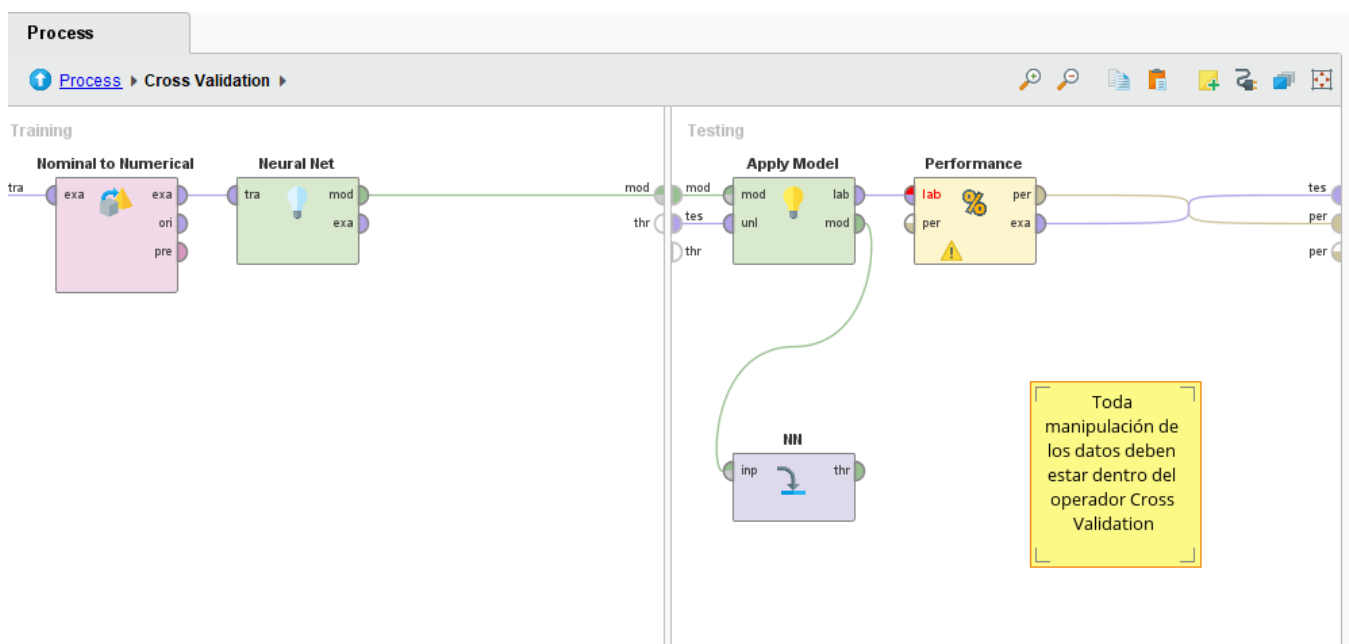 Process
Process Cross Validation
Training
Testing
Nominal to Numerical
Neural Net
Apply Model
Performance
tra
exa
exa
ori
pre
tra
mod
exa
mod
thr
mod
tes
thr
mod
unl
lab
mod
lab
per
per
exa
%
tes
per
per
NN
inp
thr
Toda
manipulación de
los datos deben
estar dentro del
operador Cross
Validation